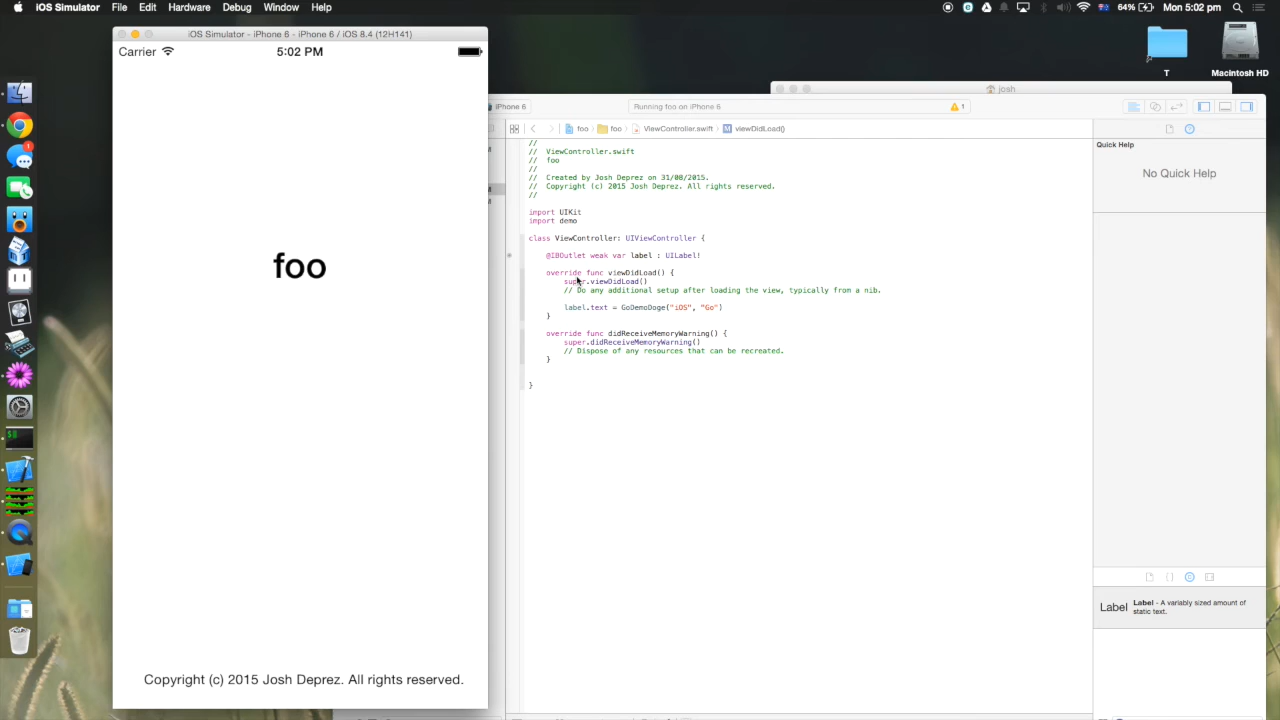 iOS Simulator File Edit Hardware Debug Window Help
64% Mon 5:02 pm
iOS Simulator - iPhone 6 - iPhone 6 / iOS 8.4 (12H141)
Carrier 5:02 PM
foo
Copyright (c) 2015 Josh Deprez. All rights reserved.
T
Macintosh HD
josh
iPhone 6
Running foo on iPhone 6
1
foo foo ViewController.swift M viewDidLoad()
//
// ViewController.swift
// foo
//
// Created by Josh Deprez on 31/08/2015.
// Copyright (c) 2015 Josh Deprez. All rights reserved.
//
import UIKit
import demo
class ViewController: UIViewController {
@IBOutlet weak var label : UILabel!
override func viewDidLoad() {
super.viewDidLoad()
// Do any additional setup after loading the view, typically from a nib.
label.text = GoDemoDoge("iOS", "Go")
}
override func didReceiveMemoryWarning() {
super.didReceiveMemoryWarning()
// Dispose of any resources that can be recreated.
}
}
Quick Help
No Quick Help
Label
Label - A variably sized amount of
static text.